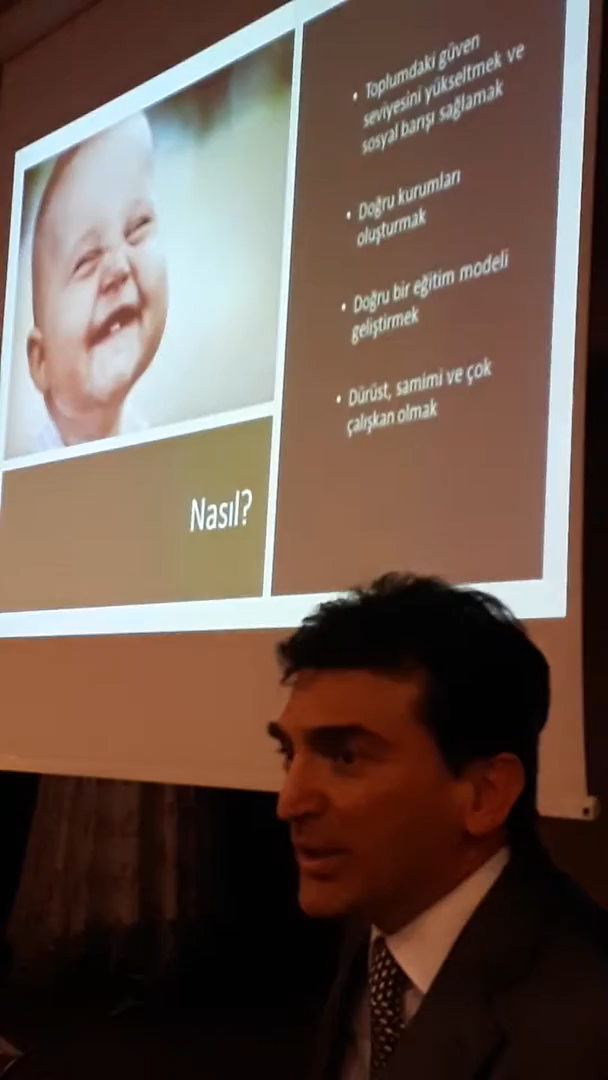 Toplumdaki güven
seviyesini yükseltmek ve
sosyal barışı sağlamak
Doğru kurumları
oluşturmak
Doğru bir eğitim modeli
geliştirmek
Dürüst, samimi ve çok
çalışkan olmak
Nasıl?